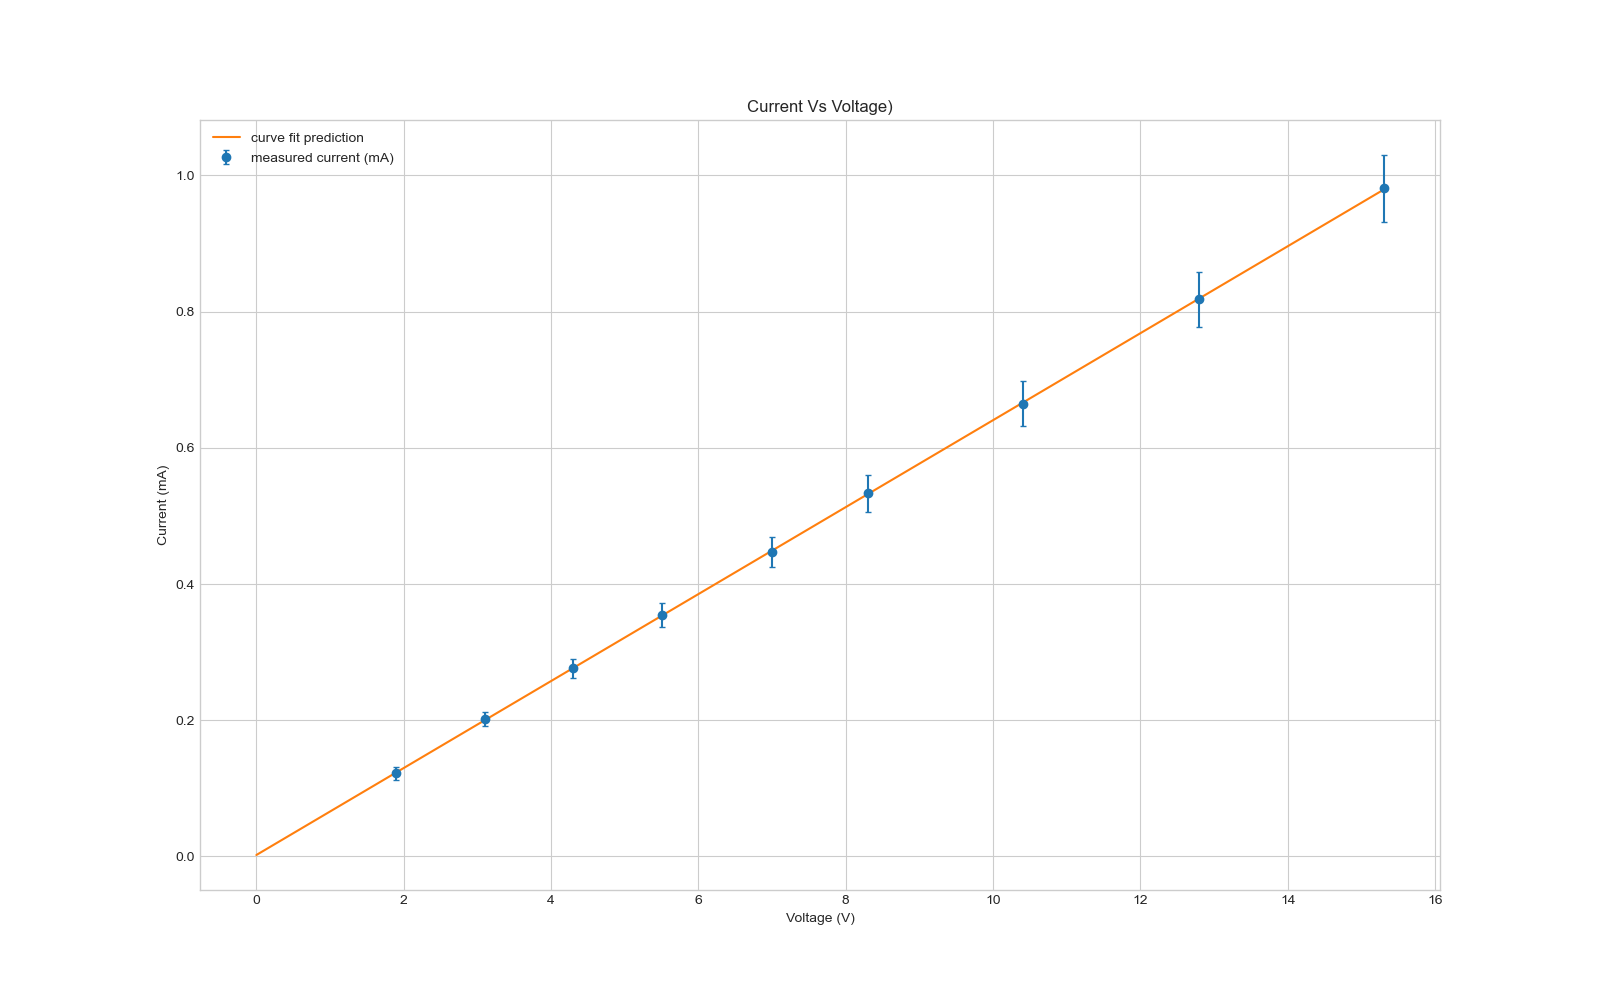 Current Vs Voltage)
curve fit prediction
measured current (mA)
1.0
0.8
0.6
0.4
0.2
0.0
Current (mA)
0 2 4 6 8 10 12 14 16
Voltage (V)